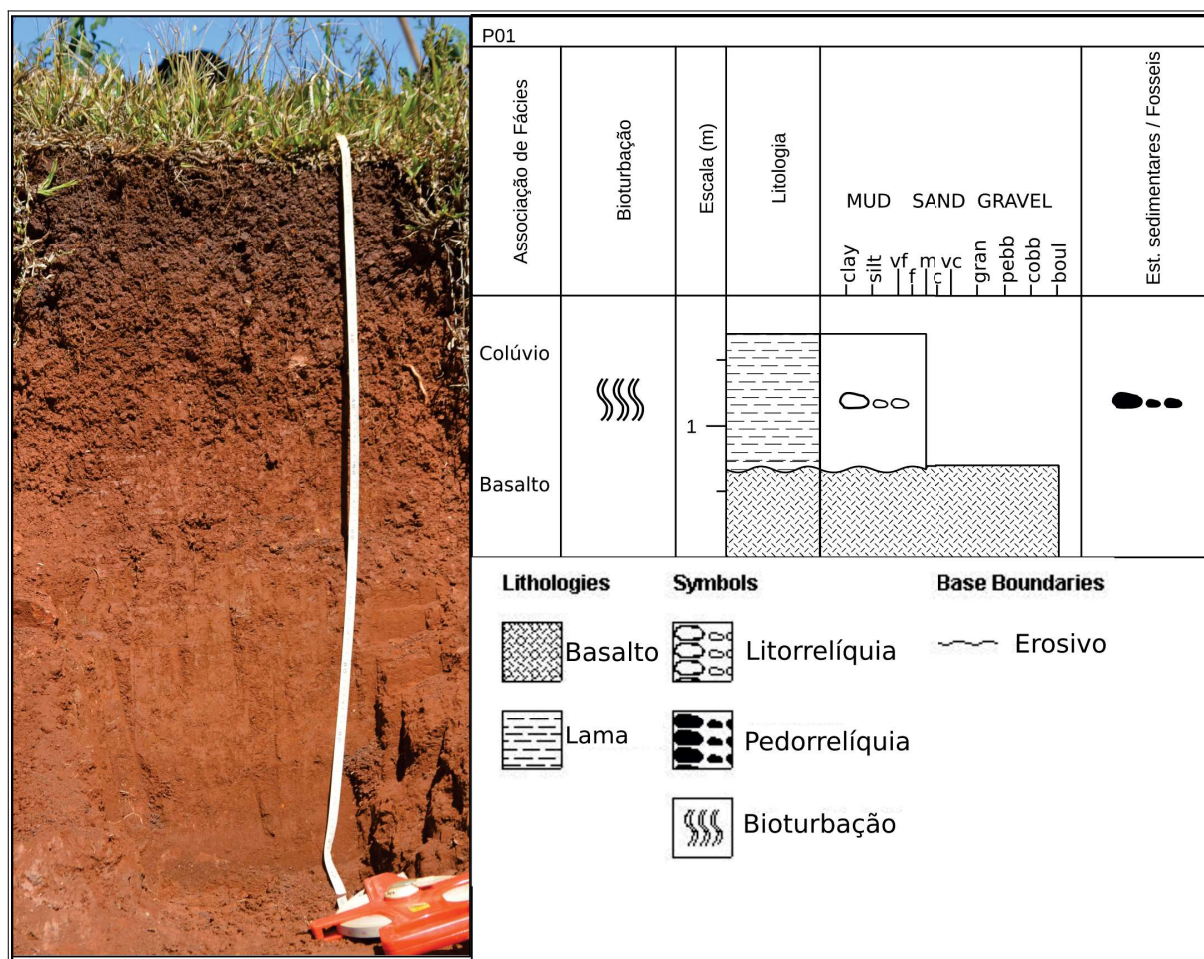 P01
Associação de Fácies
Bioturbação
Escala (m)
Litologia
MUD SAND GRAVEL
clay
silt
vf
f
m
c
vc
gran
pebb
cobb
boul
Est. sedimentares / Fosseis
Colúvio
1
Basalto
Lithologies
Symbols
Base Boundaries
Basalto
Litorrelíquia
Erosivo
Lama
Pedorrelíquia
Bioturbação